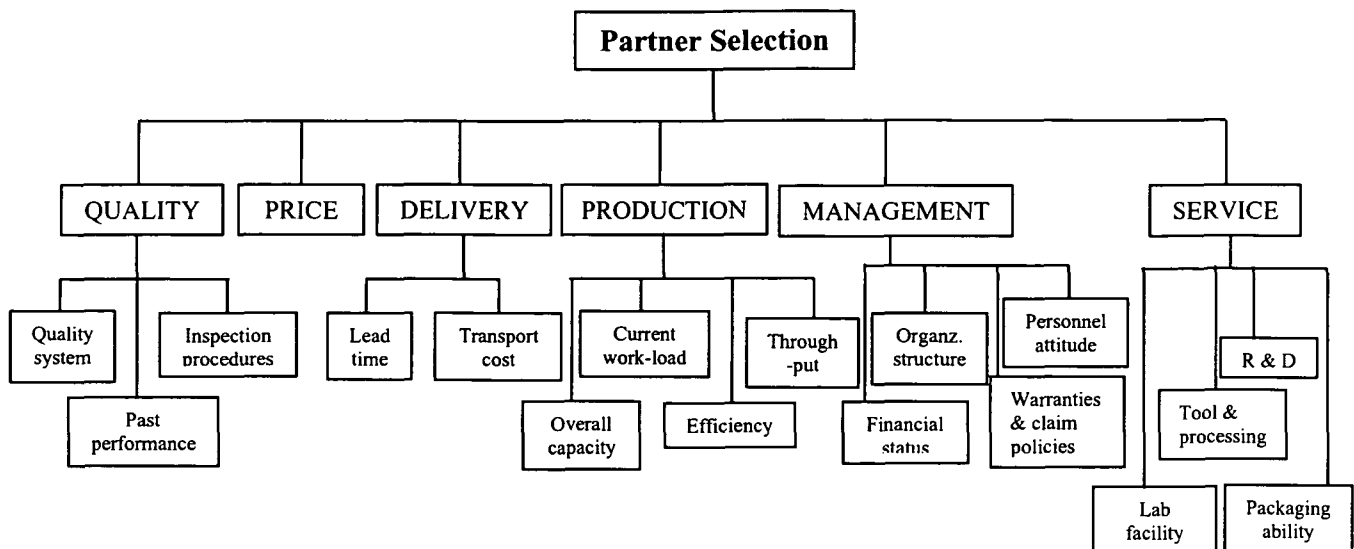 Partner Selection
QUALITY
PRICE
DELIVERY
PRODUCTION
MANAGEMENT
SERVICE
Quality
system
Past
performance
Inspection
procedures
Lead
time
Transport
cost
Overall
capacity
Current
work-load
Efficiency
Through
-put
Financial
status
Organz.
structure
Warranties
& claim
policies
Personnel
attitude
Lab
facility
Tool &
processing
R & D
Packaging
ability